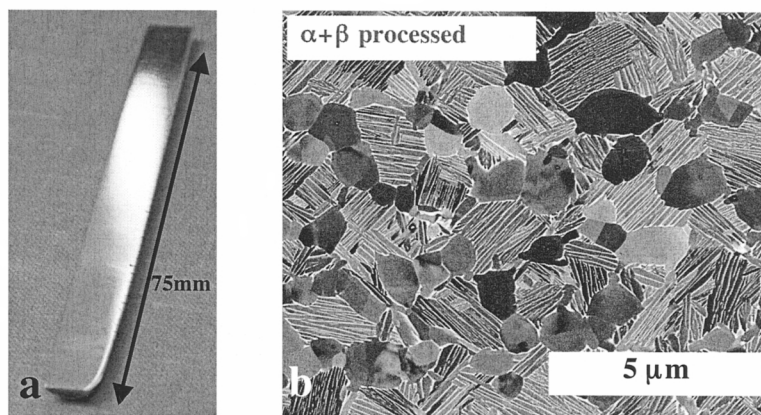 75mm
a
α+β processed
b
5 μm